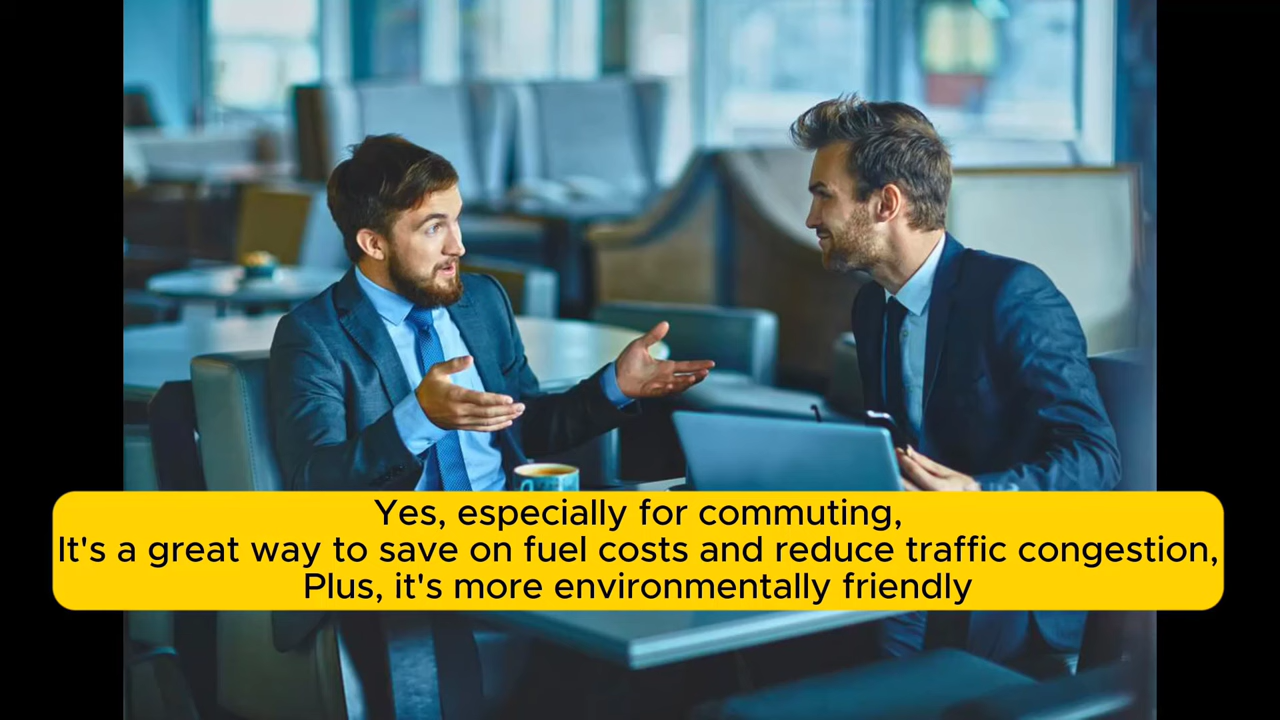 Yes, especially for commuting,
It's a great way to save on fuel costs and reduce traffic congestion,
Plus, it's more environmentally friendly